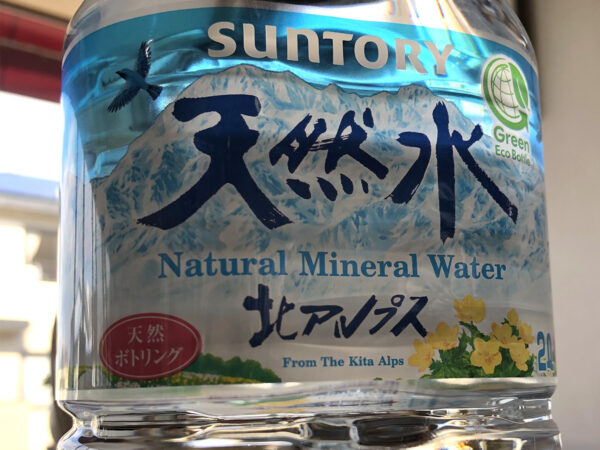 SUNTORY
天然水
Green
Eco Bottle
Natural Mineral Water
北アルプス
天然
ボトリング
From The Kita Alps